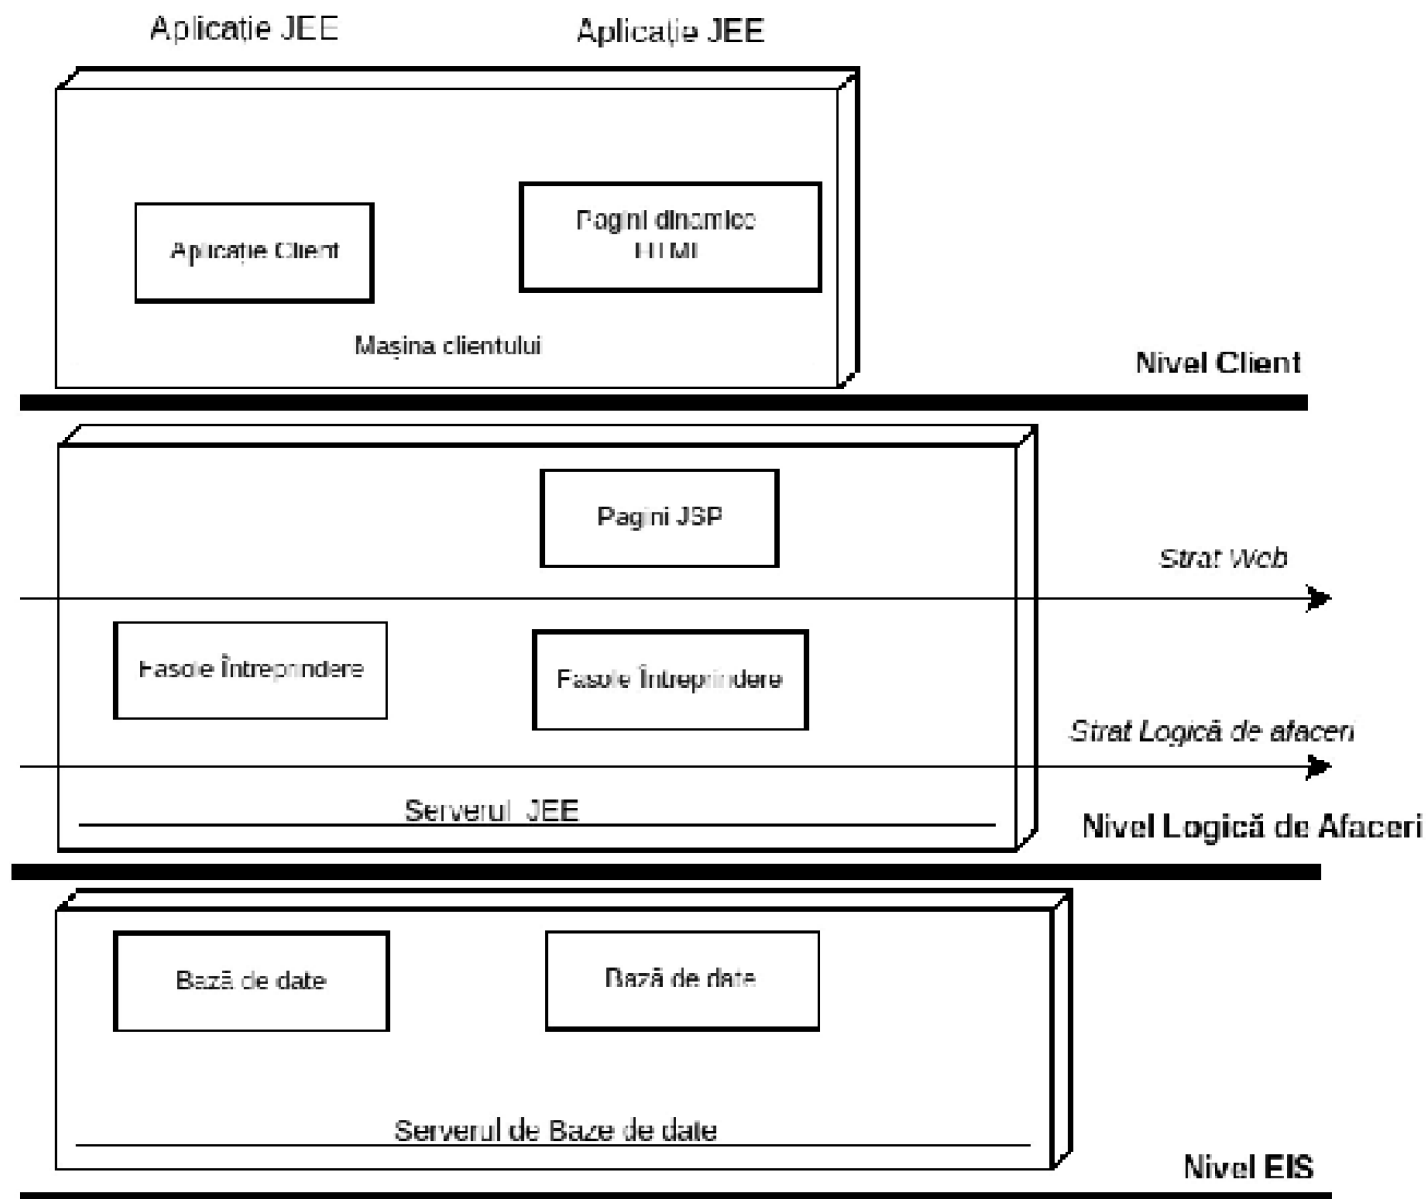 Aplicație JEE
Aplicație JEE
Aplicație Client
Pagini dinamice
HTML
Mașina clientului
Nivel Client
Pagini JSP
Strat Web
Fasole Întreprindere
Fasole Întreprindere
Strat Logică de afaceri
Serverul JEE
Nivel Logică de Afaceri
Bază de date
Bază de date
Serverul de Baze de date
Nivel EIS